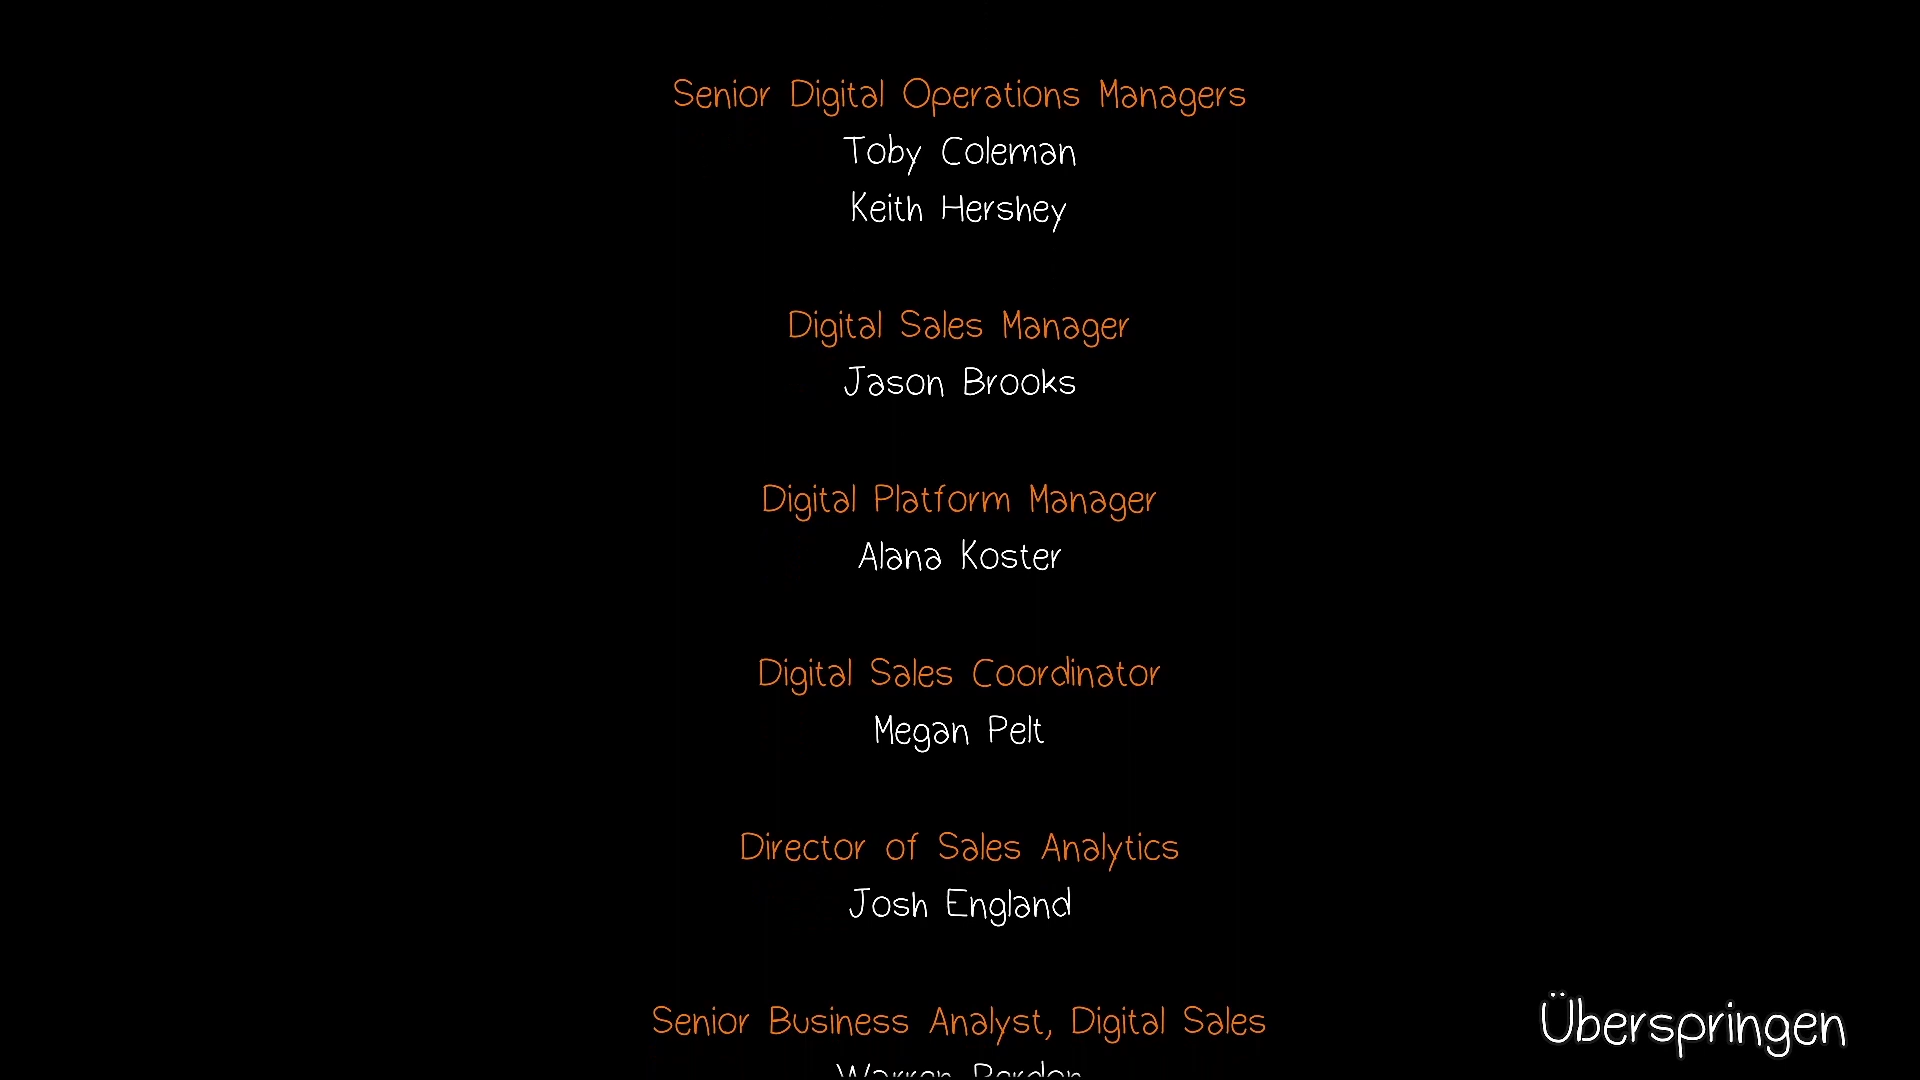 Senior Digital Operations Managers
Toby Coleman
Keith Hershey
Digital Sales Manager
Jason Brooks
Digital Platform Manager
Alana Koster
Digital Sales Coordinator
Megan Pelt
Director of Sales Analytics
Josh England
Senior Business Analyst, Digital Sales
Überspringen
Warren